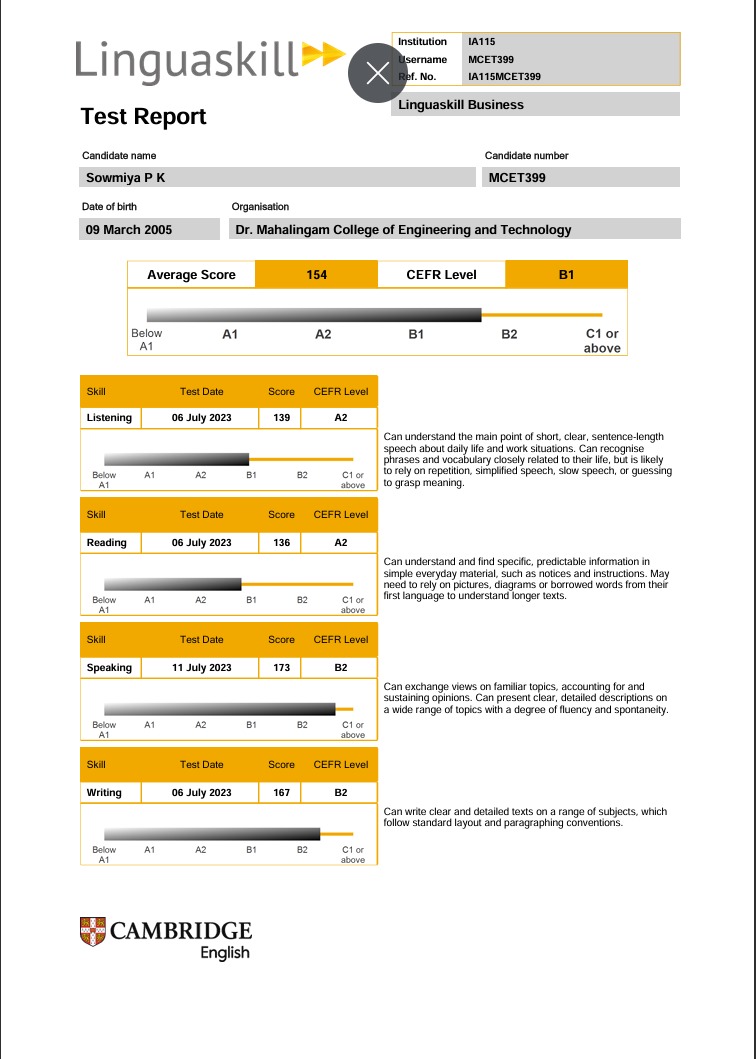 Linguaskill
Institution IA115
Username MCET399
Ref. No. IA115MCET399
Linguaskill Business
Test Report
Candidate name Candidate number
Sowmiya P K MCET399
Date of birth Organisation
09 March 2005 Dr. Mahalingam College of Engineering and Technology
Average Score 154 CEFR Level B1
Below A1 A1 A2 B1 B2 C1 or above
Skill Test Date Score CEFR Level
Listening 06 July 2023 139 A2
Below A1 A1 A2 B1 B2 C1 or above
Can understand the main point of short, clear, sentence-length
speech about daily life and work situations. Can recognise
phrases and vocabulary closely related to their life, but is likely
to rely on repetition, simplified speech, slow speech, or guessing
to grasp meaning.
Skill Test Date Score CEFR Level
Reading 06 July 2023 136 A2
Below A1 A1 A2 B1 B2 C1 or above
Can understand and find specific, predictable information in
simple everyday material, such as notices and instructions. May
need to rely on pictures, diagrams or borrowed words from their
first language to understand longer texts.
Skill Test Date Score CEFR Level
Speaking 11 July 2023 173 B2
Below A1 A1 A2 B1 B2 C1 or above
Can exchange views on familiar topics, accounting for and
sustaining opinions. Can present clear, detailed descriptions on
a wide range of topics with a degree of fluency and spontaneity.
Skill Test Date Score CEFR Level
Writing 06 July 2023 167 B2
Below A1 A1 A2 B1 B2 C1 or above
Can write clear and detailed texts on a range of subjects, which
follow standard layout and paragraphing conventions.
CAMBRIDGE
English